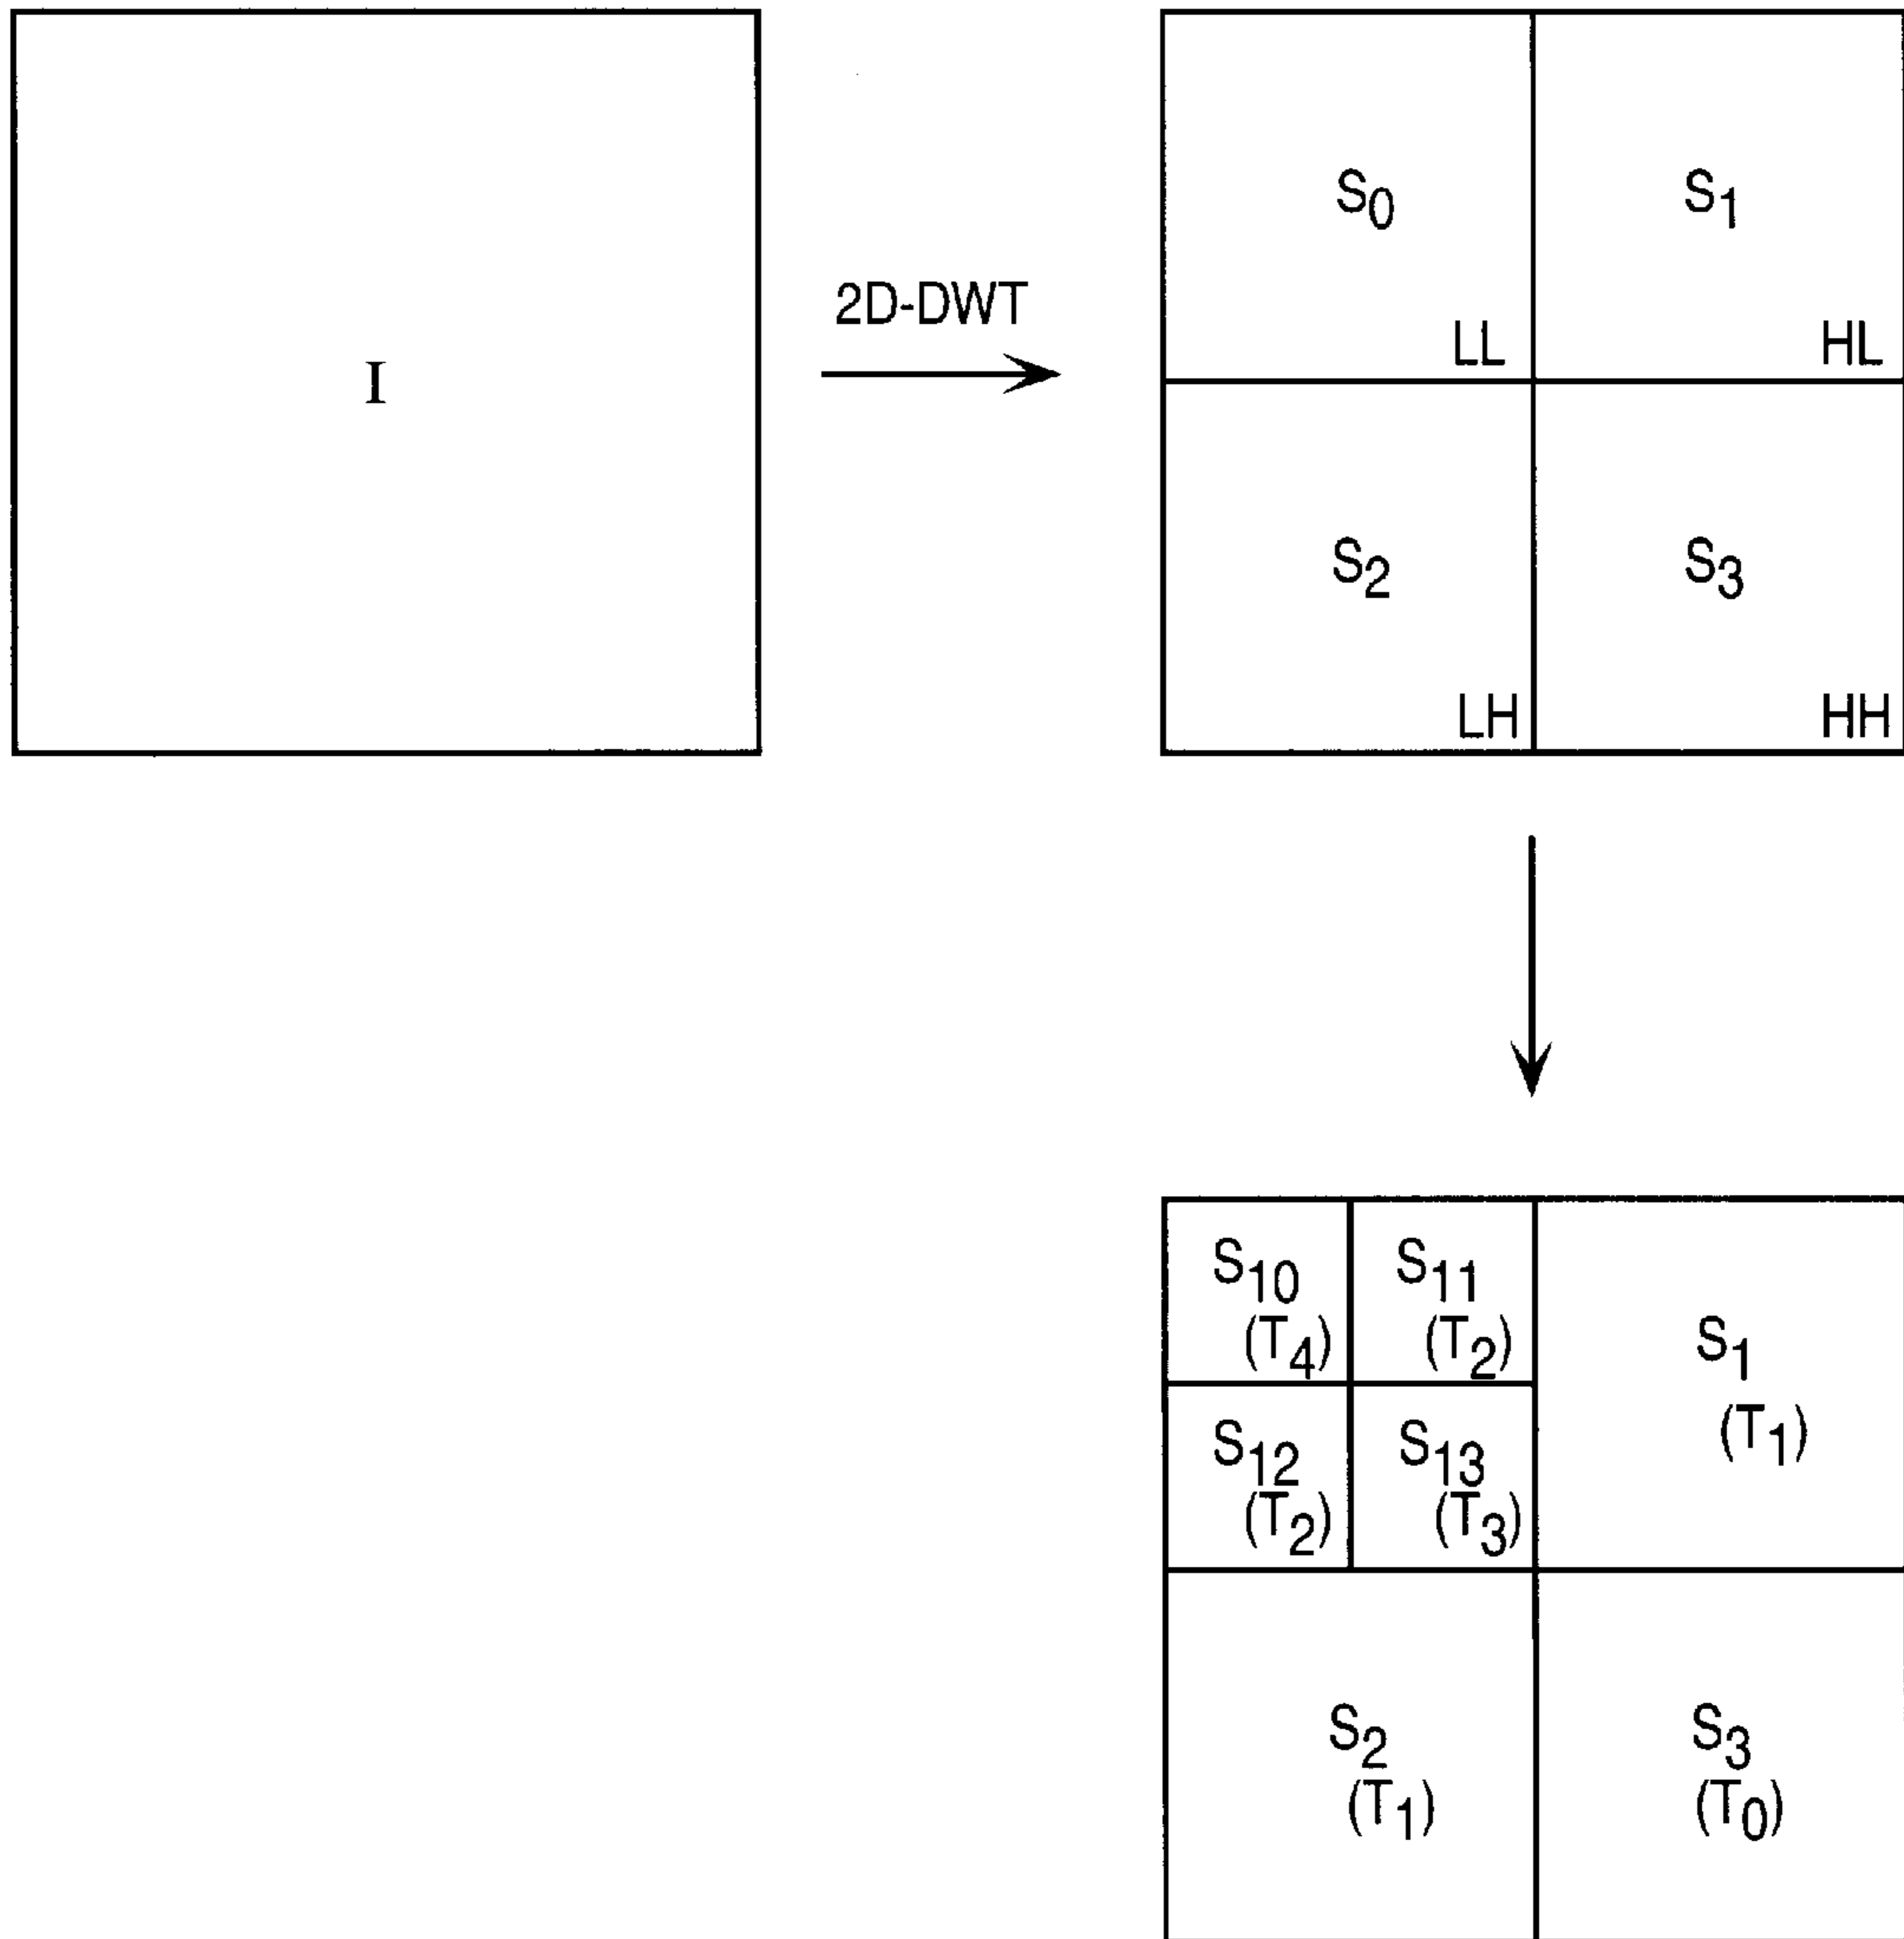 I
2D-DWT
S0
LL
S1
HL
S2
LH
S3
HH
S10
(T4)
S11
(T2)
S1
(T1)
S12
(T2)
S13
(T3)
S2
(T1)
S3
(T0)